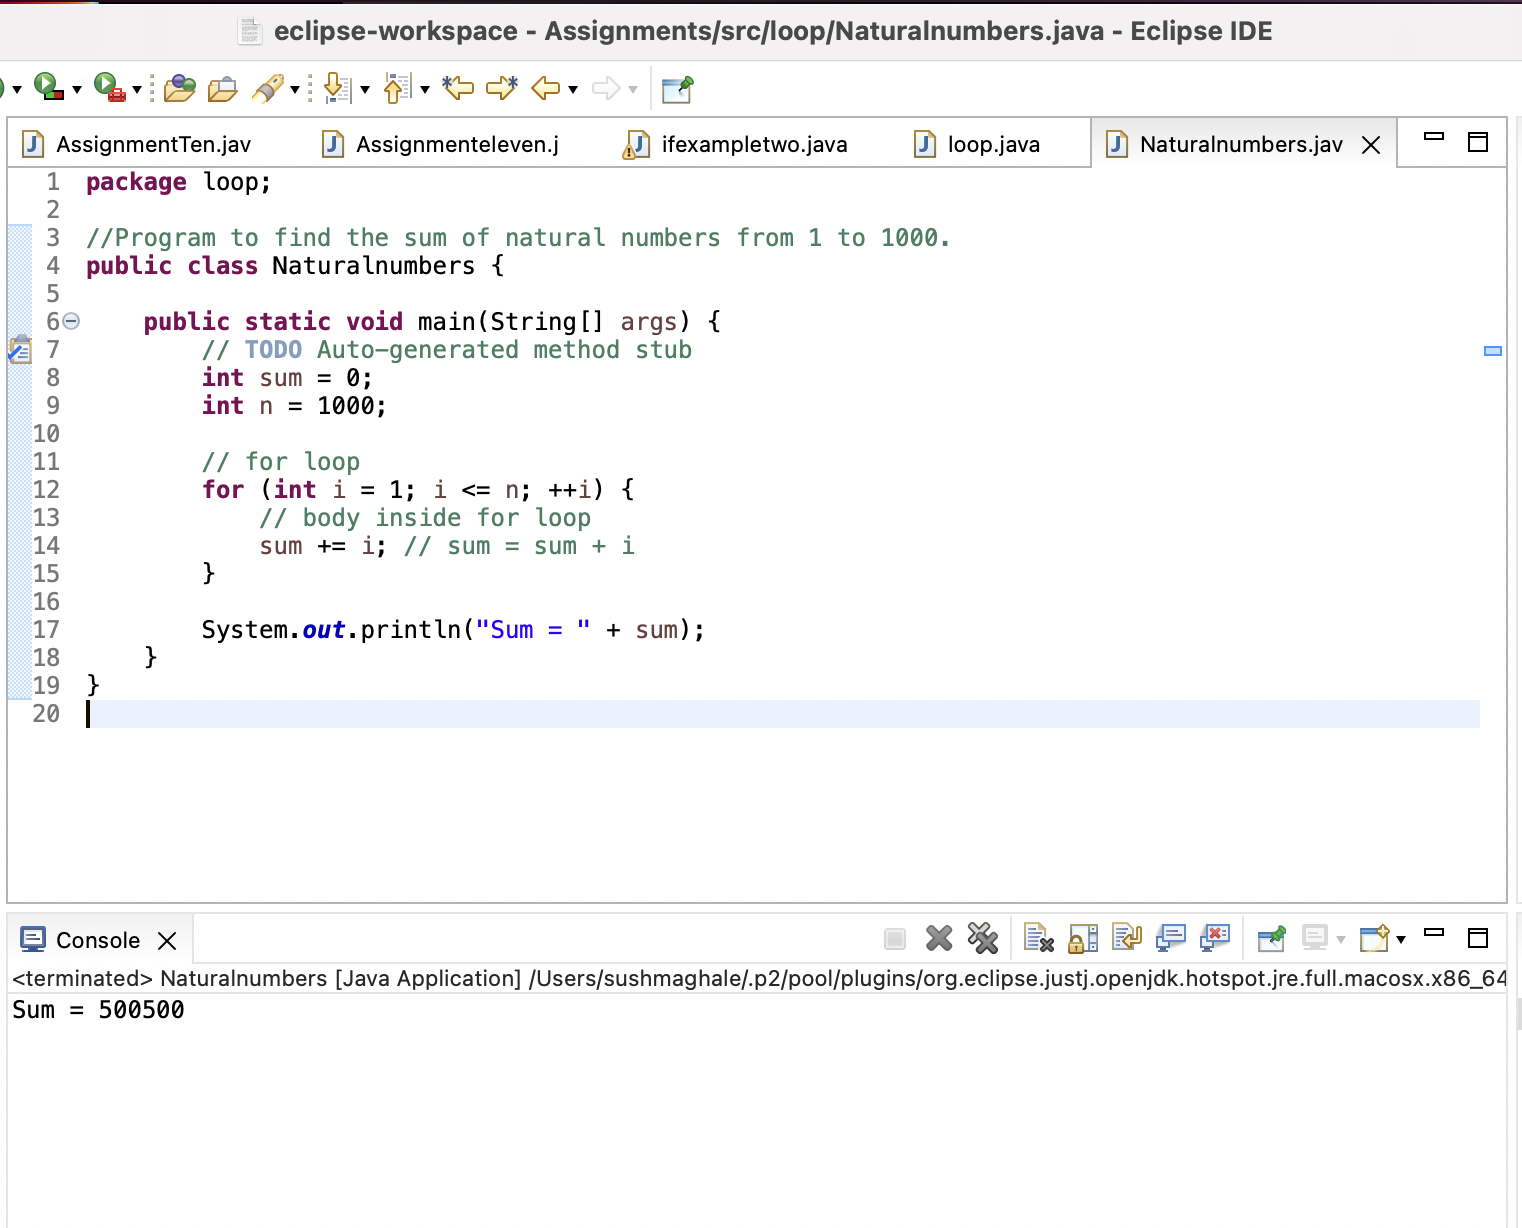 eclipse-workspace - Assignments/src/loop/Naturalnumbers.java - Eclipse IDE
AssignmentTen.jav Assignmenteleven.j ifexampletwo.java loop.java Naturalnumbers.jav
1 package loop;
2
3 //Program to find the sum of natural numbers from 1 to 1000.
4 public class Naturalnumbers {
5
6     public static void main(String[] args) {
7         // TODO Auto-generated method stub
8         int sum = 0;
9         int n = 1000;
10
11         // for loop
12         for (int i = 1; i <= n; ++i) {
13             // body inside for loop
14             sum += i; // sum = sum + i
15         }
16
17         System.out.println("Sum = " + sum);
18     }
19 }
20
Console
<terminated> Naturalnumbers [Java Application] /Users/sushmaghale/.p2/pool/plugins/org.eclipse.justj.openjdk.hotspot.jre.full.macosx.x86_64
Sum = 500500